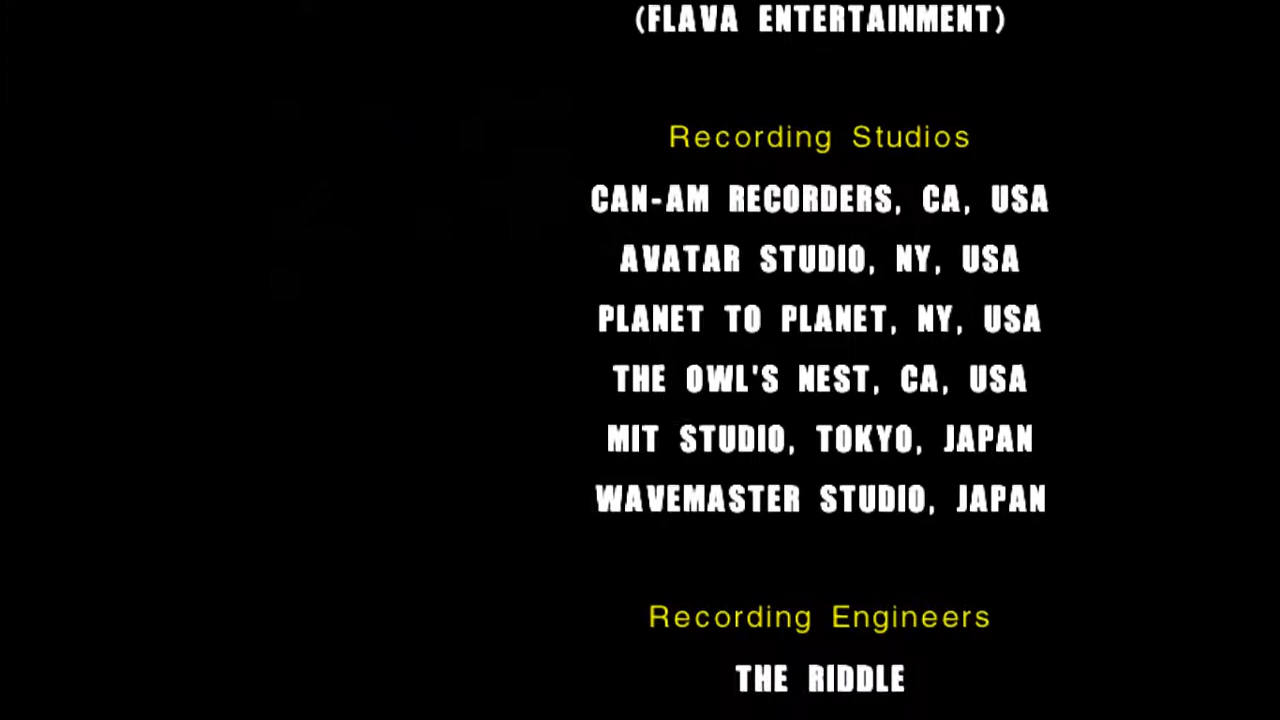 (FLAVA ENTERTAINMENT)
Recording Studios
CAN-AM RECORDERS, CA, USA
AVATAR STUDIO, NY, USA
PLANET TO PLANET, NY, USA
THE OWL'S NEST, CA, USA
MIT STUDIO, TOKYO, JAPAN
WAVEMASTER STUDIO, JAPAN
Recording Engineers
THE RIDDLE